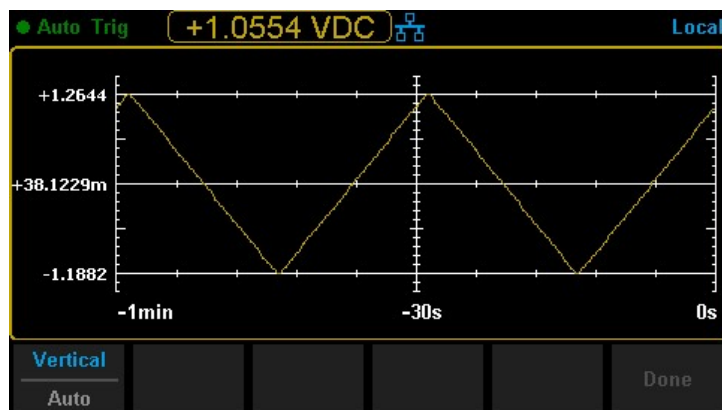 Auto Trig +1.0554 VDC Local
+1.2644
+38.1229m
-1.1882
-1min -30s 0s
Vertical
Auto
Done